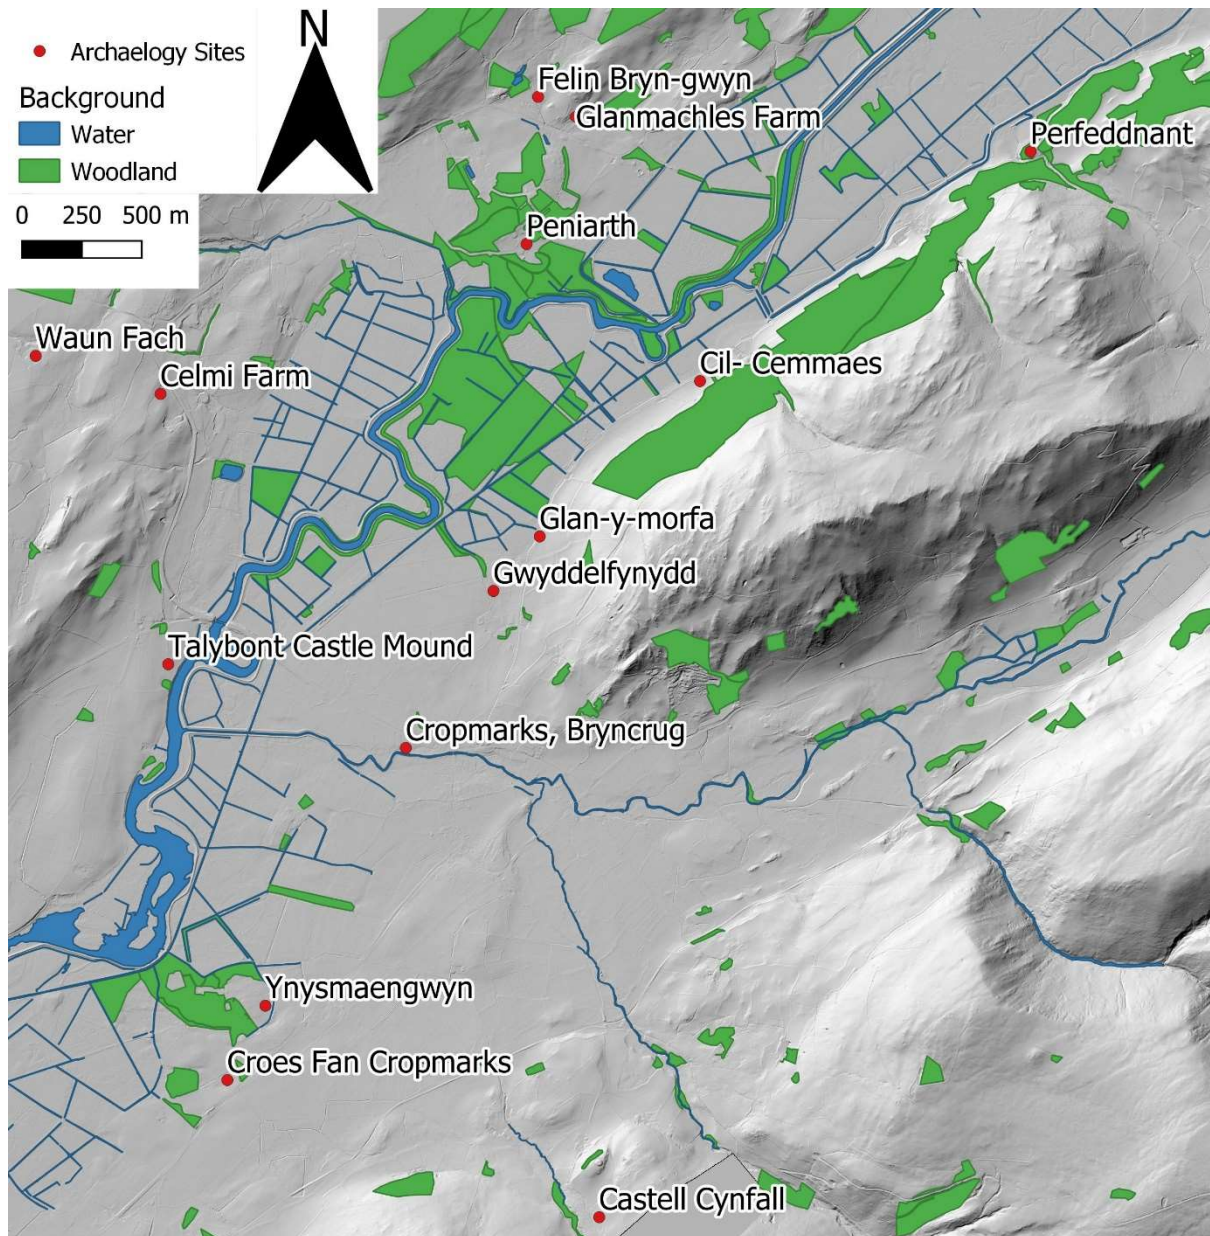 N
Archaelogy Sites
Background
Water
Woodland
0 250 500 m
Felin Bryn-gwyn
Glanmachles Farm
Perfeddnant
Peniarth
Waun Fach
Celmi Farm
Cil- Cemmaes
Glan-y-morfa
Gwyddelfynydd
Talybont Castle Mound
Cropmarks, Bryncrug
Ynysmaengwyn
Croes Fan Cropmarks
Castell Cynfall